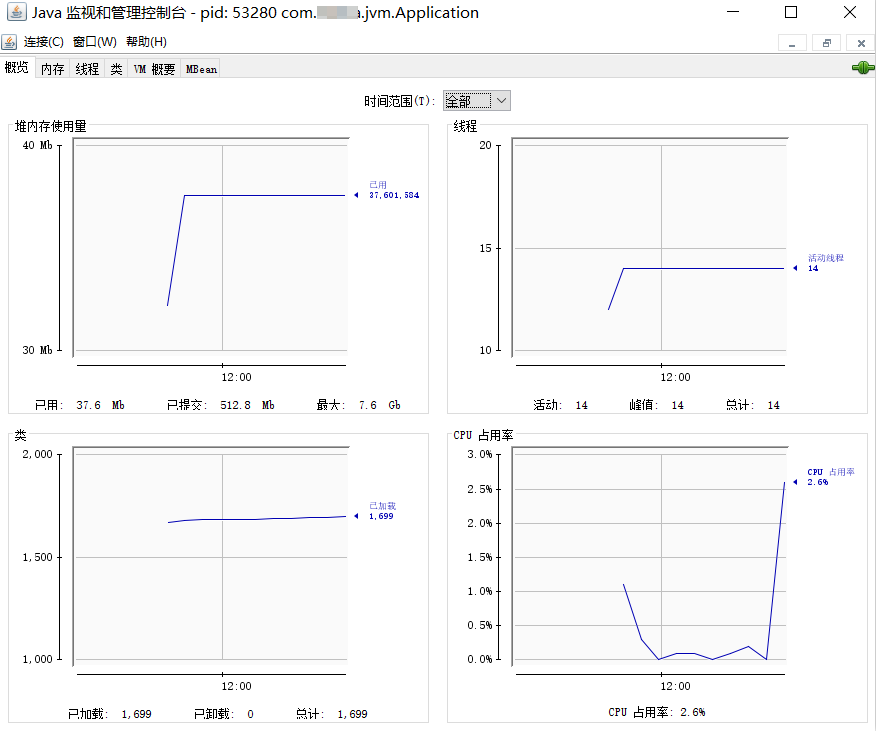 Java 监视和管理控制台 - pid: 53280 com. a.jvm.Application
连接(C) 窗口(W) 帮助(H)
概览 内存 线程 类 VM 概要 MBean
时间范围(T): 全部
堆内存使用量
40 Mb
已用
37,601,584
30 Mb
12:00
已用: 37.6 Mb 已提交: 512.8 Mb 最大: 7.6 Gb
线程
20
15
活动线程
14
10
12:00
活动: 14 峰值: 14 总计: 14
类
2,000
已加载
1,699
1,500
1,000
12:00
已加载: 1,699 已卸载: 0 总计: 1,699
CPU 占用率
3.0%
CPU 占用率
2.6%
2.5%
2.0%
1.5%
1.0%
0.5%
0.0%
12:00
CPU 占用率: 2.6%